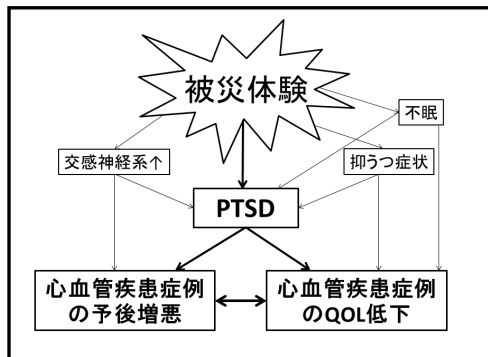 被災体験
不眠
交感神経系↑
抑うつ症状
PTSD
心血管疾患症例
の予後増悪
心血管疾患症例
のQOL低下